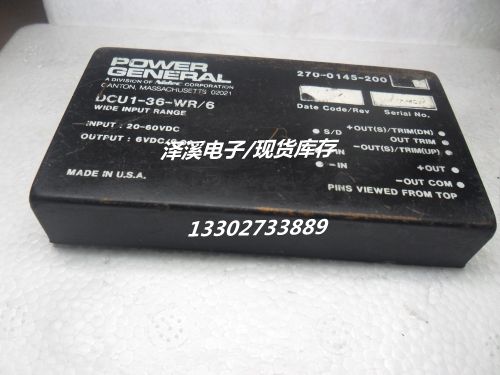 POWER
GENERAL
A DIVISION OF Nidec CORPORATION
CANTON, MASSACHUSETTS 02021
DCU1-36-WR/6
WIDE INPUT RANGE
INPUT : 20-60VDC
OUTPUT : 6VDC
MADE IN U.S.A.
270-0145-200
Date Code/Rev Serial No.
S/D +OUT(S)/TRIM(DN)
OUT TRIM
IN -OUT(S)/TRIM(UP)
-IN +OUT
-OUT COM
PINS VIEWED FROM TOP
泽溪电子/现货库存
13302733889